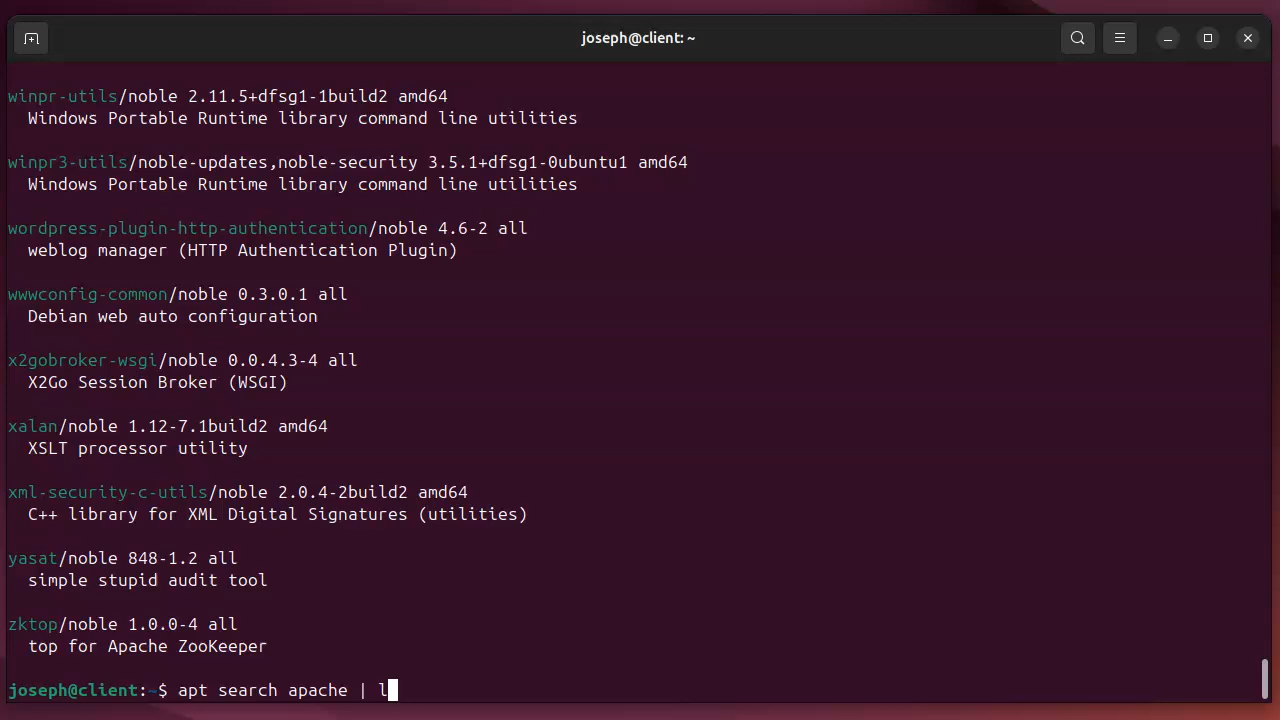 joseph@client: ~
winpr-utils/noble 2.11.5+dfsg1-1build2 amd64
Windows Portable Runtime library command line utilities
winpr3-utils/noble-updates,noble-security 3.5.1+dfsg1-0ubuntu1 amd64
Windows Portable Runtime library command line utilities
wordpress-plugin-http-authentication/noble 4.6-2 all
weblog manager (HTTP Authentication Plugin)
wwwconfig-common/noble 0.3.0.1 all
Debian web auto configuration
x2gobroker-wsgi/noble 0.0.4.3-4 all
X2Go Session Broker (WSGI)
xalan/noble 1.12-7.1build2 amd64
XSLT processor utility
xml-security-c-utils/noble 2.0.4-2build2 amd64
C++ library for XML Digital Signatures (utilities)
yasat/noble 848-1.2 all
simple stupid audit tool
zktop/noble 1.0.0-4 all
top for Apache ZooKeeper
joseph@client:~$ apt search apache | l